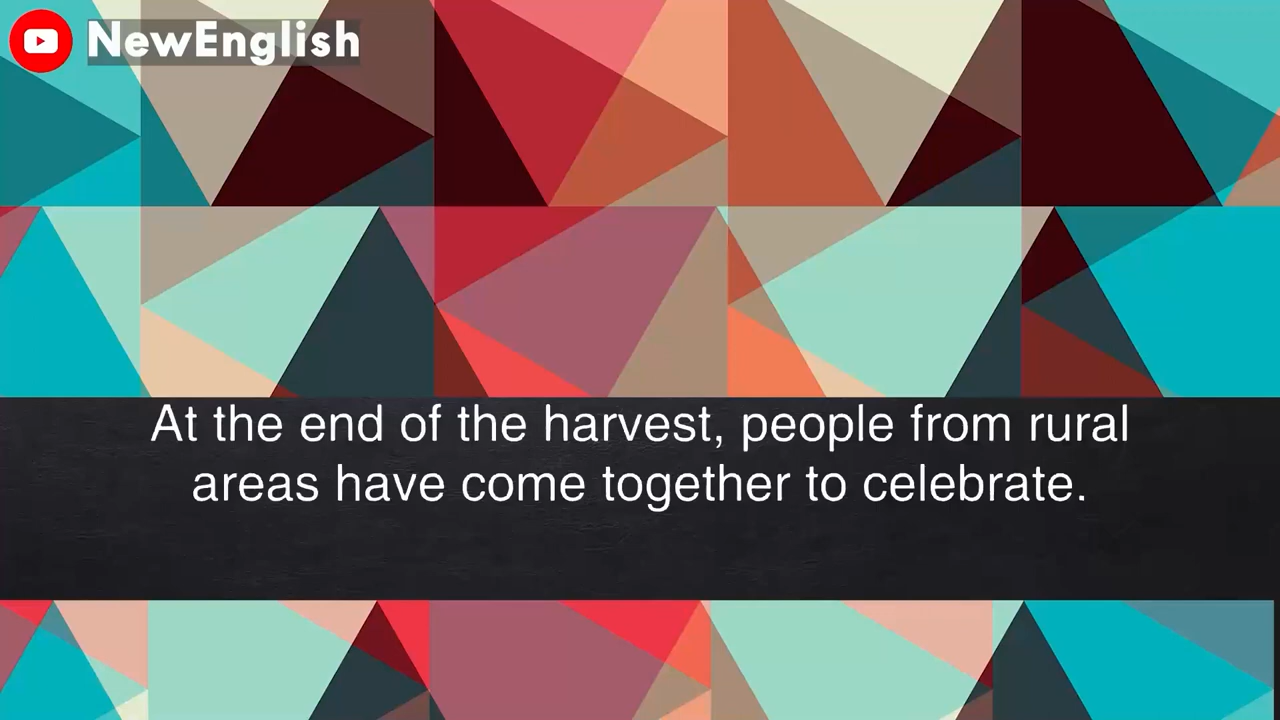 NewEnglish
At the end of the harvest, people from rural
areas have come together to celebrate.